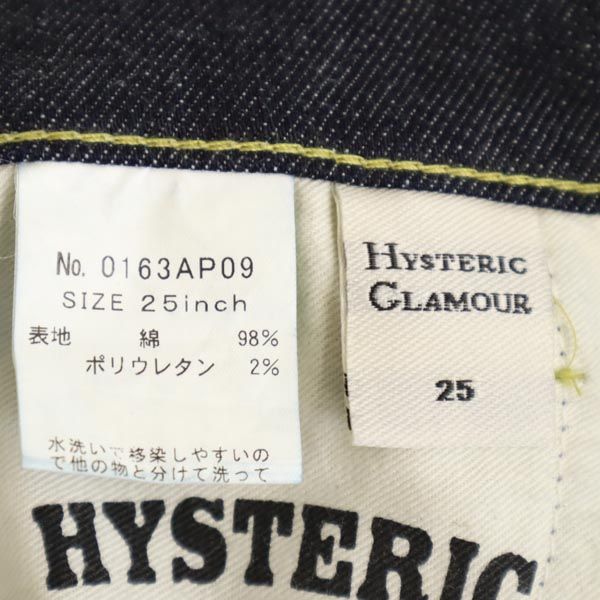 No. 0163AP09
SIZE 25inch
表地 綿 98%
ポリウレタン 2%
水洗いで移染しやすいの
で他の物と分けて洗って
HYSTERIC
GLAMOUR
25
HYSTERIC